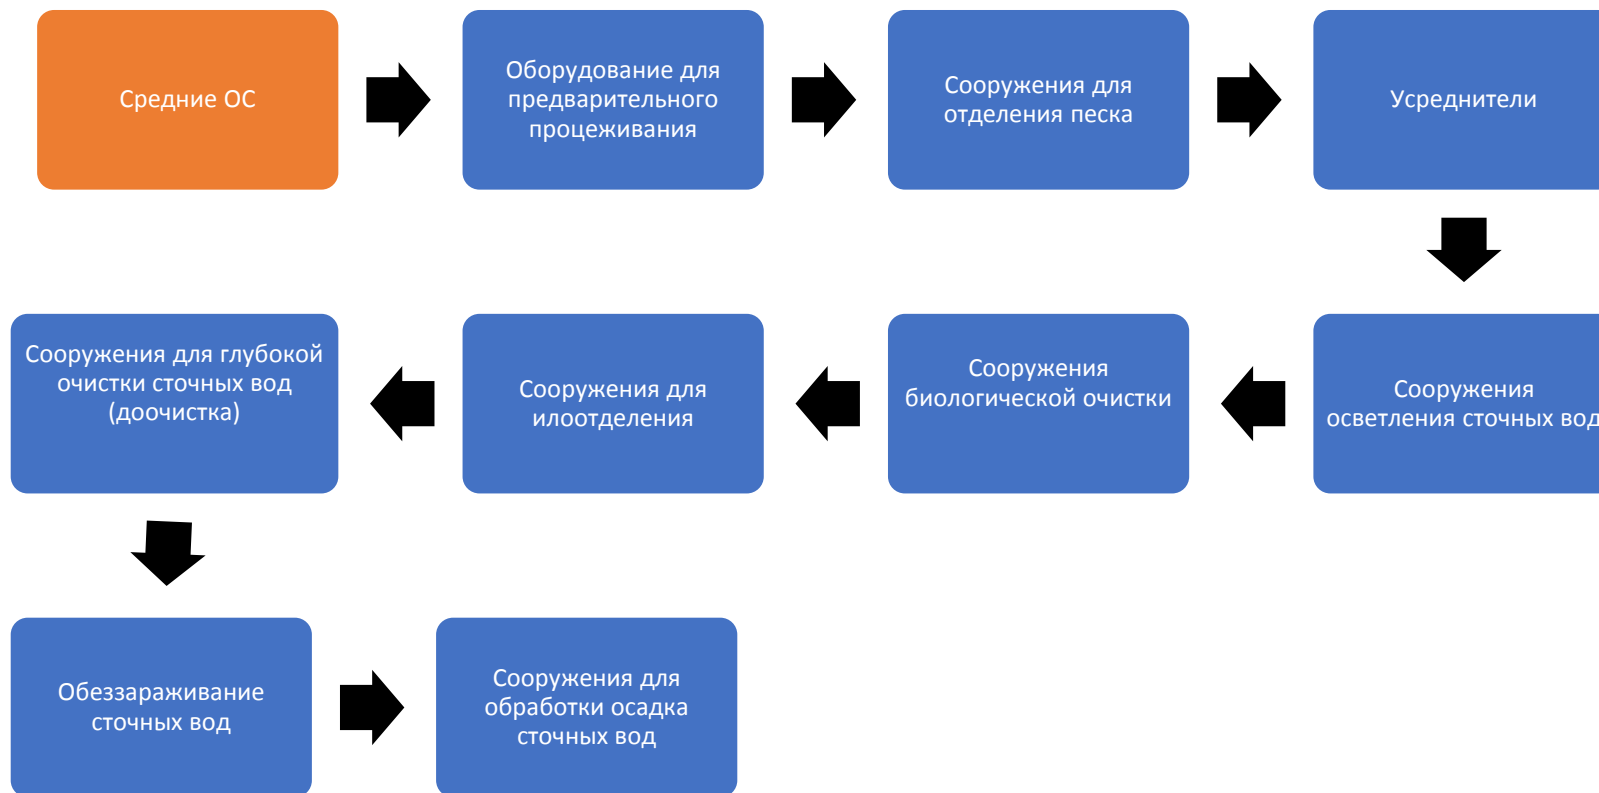 Средние ОС
Оборудование для
предварительного
процеживания
Сооружения для
отделения песка
Усреднители
Сооружения
осветления сточных вод
Сооружения
биологической очистки
Сооружения для
илоотделения
Сооружения для глубокой
очистки сточных вод
(доочистка)
Обеззараживание
сточных вод
Сооружения для
обработки осадка
сточных вод